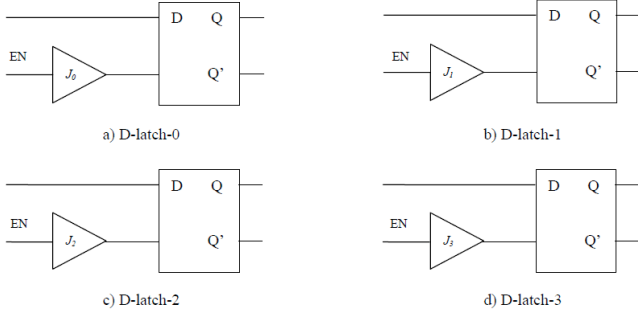 D Q
EN
J0
Q’
a) D-latch-0
D Q
EN
J1
Q’
b) D-latch-1
D Q
EN
J2
Q’
c) D-latch-2
D Q
EN
J3
Q’
d) D-latch-3